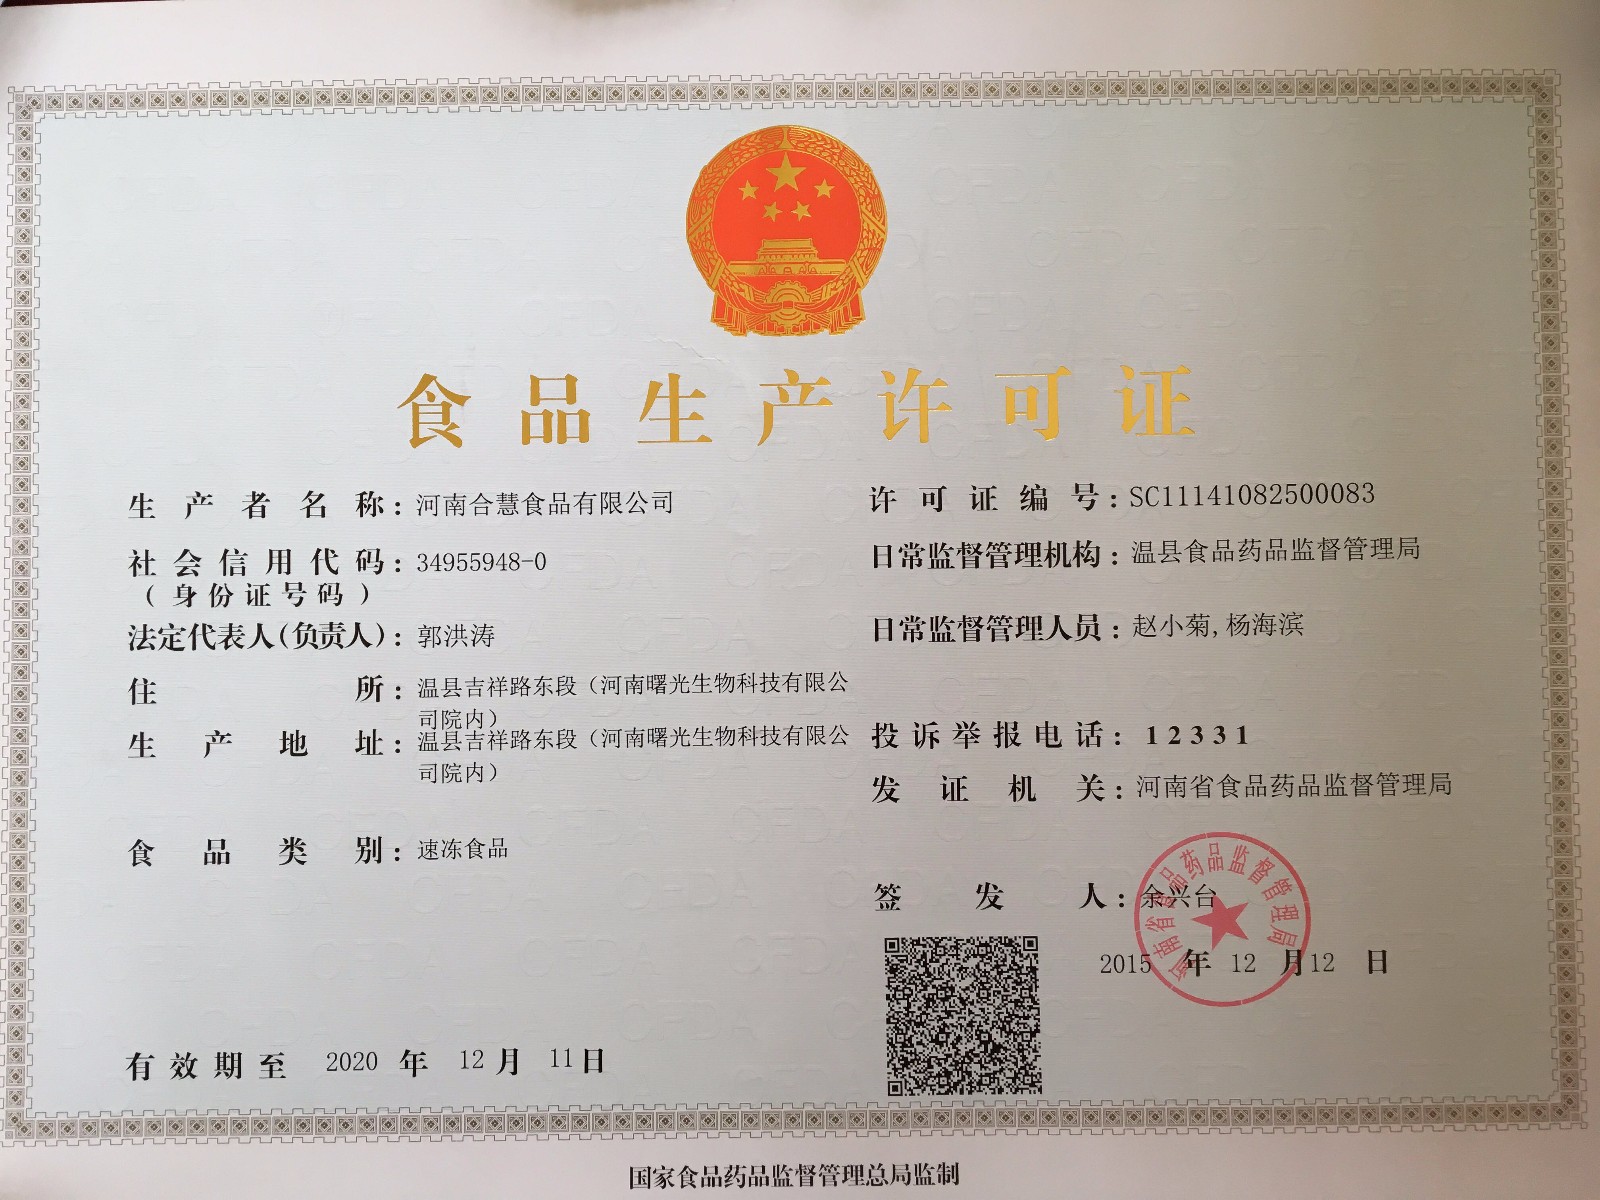 食品生产许可证
生产者名称：河南合慧食品有限公司
社会信用代码：34955948-0
（身份证号码）
法定代表人(负责人)：郭洪涛
住所：温县吉祥路东段（河南曙光生物科技有限公
司院内）
生产地址：温县吉祥路东段（河南曙光生物科技有限公
司院内）
食品类别：速冻食品
有效期至 2020 年 12 月 11 日
许可证编号：SC11141082500083
日常监督管理机构：温县食品药品监督管理局
日常监督管理人员：赵小菊,杨海滨
投诉举报电话：12331
发证机关：河南省食品药品监督管理局
签发人：余兴台
河南省食品药品监督管理局
2015 年 12 月 12 日
国家食品药品监督管理总局监制